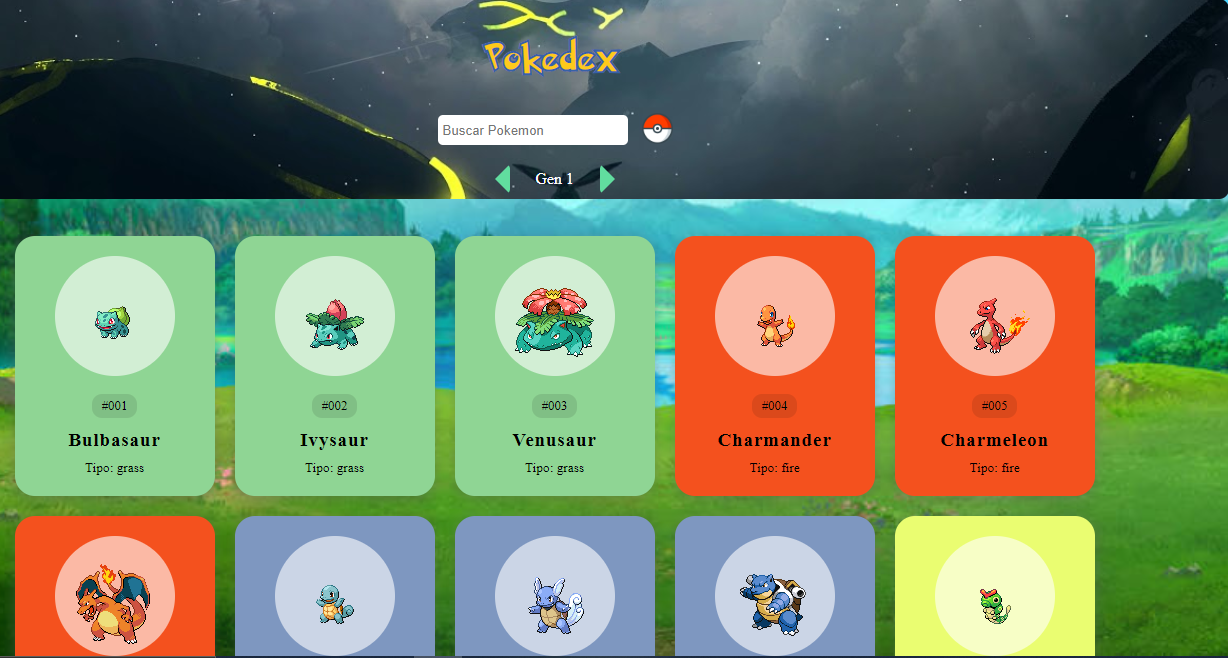 Pokedex
Buscar Pokemon
Gen 1
#001
Bulbasaur
Tipo: grass
#002
Ivysaur
Tipo: grass
#003
Venusaur
Tipo: grass
#004
Charmander
Tipo: fire
#005
Charmeleon
Tipo: fire